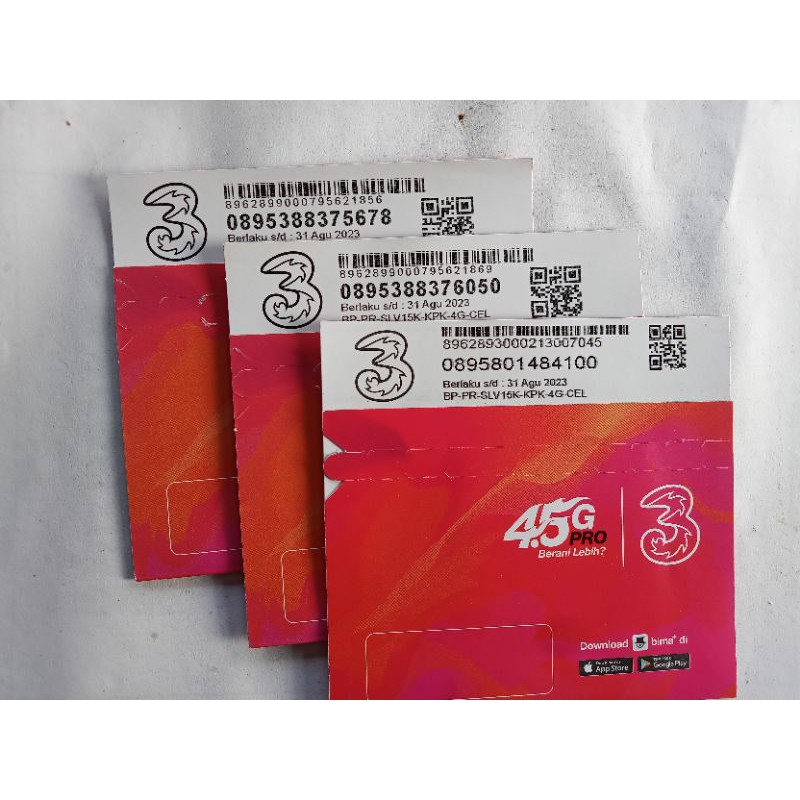 3
8962899000795621856
0895388375678
Berlaku s/d : 31 Agu 2023
3
8962899000795621869
0895388376050
Berlaku s/d : 31 Agu 2023
BP-PR-SLV15K-KPK-4G-CEL
3
8962893000213007045
0895801484100
Berlaku s/d : 31 Agu 2023
BP-PR-SLV15K-KPK-4G-CEL
4.5G PRO
Berani Lebih?
3
Download bima+ di
App Store
Google Play